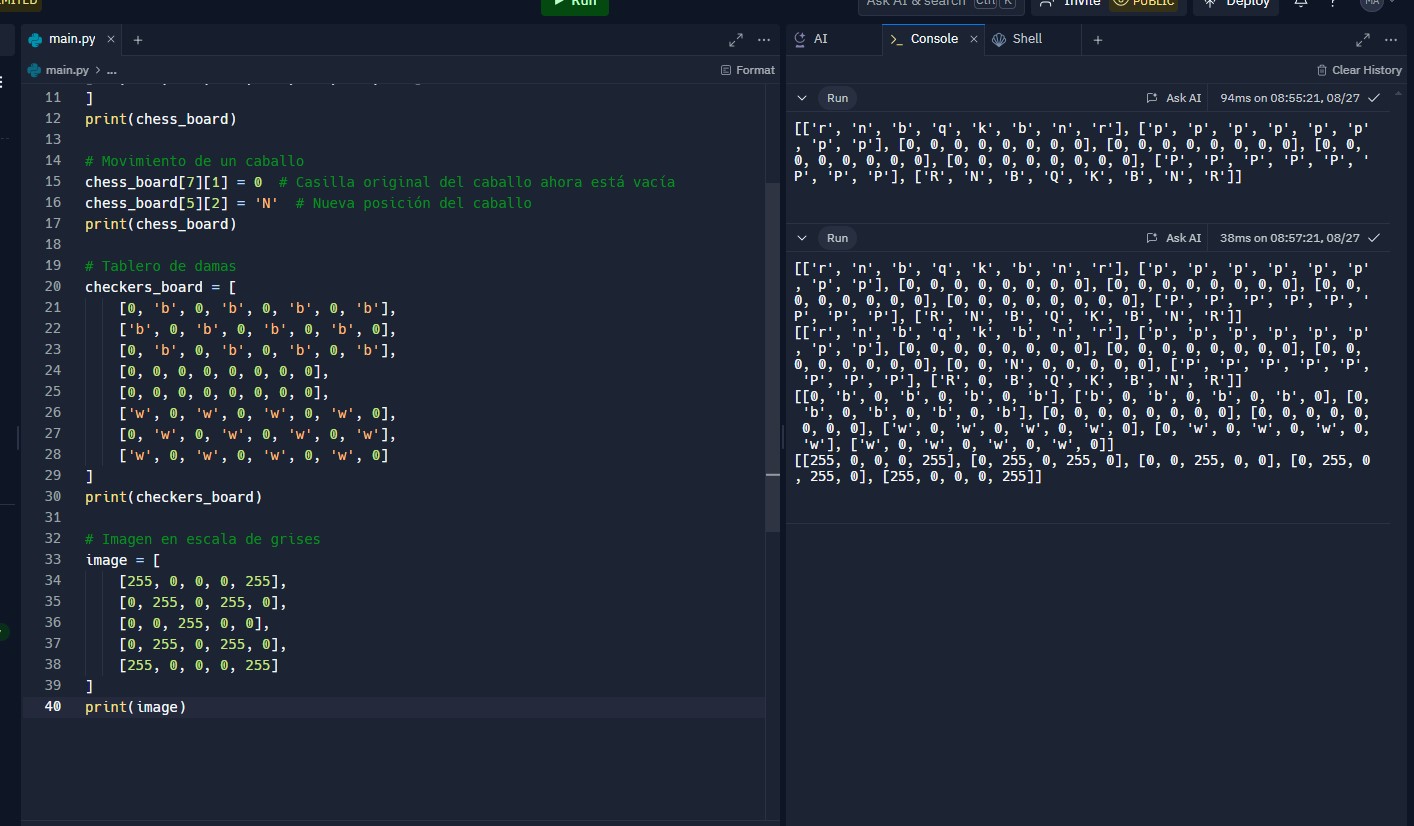 MITED
Run
Ask AI & search Ctrl K
Invite
PUBLIC
Deploy
?
MA
main.py × +
AI
Console ×
Shell
+
main.py > ...
Format
Clear History
11 ]
12 print(chess_board)
13
14 # Movimiento de un caballo
15 chess_board[7][1] = 0  # Casilla original del caballo ahora está vacía
16 chess_board[5][2] = 'N'  # Nueva posición del caballo
17 print(chess_board)
18
19 # Tablero de damas
20 checkers_board = [
21     [0, 'b', 0, 'b', 0, 'b', 0, 'b'],
22     ['b', 0, 'b', 0, 'b', 0, 'b', 0],
23     [0, 'b', 0, 'b', 0, 'b', 0, 'b'],
24     [0, 0, 0, 0, 0, 0, 0, 0],
25     [0, 0, 0, 0, 0, 0, 0, 0],
26     ['w', 0, 'w', 0, 'w', 0, 'w', 0],
27     [0, 'w', 0, 'w', 0, 'w', 0, 'w'],
28     ['w', 0, 'w', 0, 'w', 0, 'w', 0]
29 ]
30 print(checkers_board)
31
32 # Imagen en escala de grises
33 image = [
34     [255, 0, 0, 0, 255],
35     [0, 255, 0, 255, 0],
36     [0, 0, 255, 0, 0],
37     [0, 255, 0, 255, 0],
38     [255, 0, 0, 0, 255]
39 ]
40 print(image)
Run
Ask AI
94ms on 08:55:21, 08/27
[['r', 'n', 'b', 'q', 'k', 'b', 'n', 'r'], ['p', 'p', 'p', 'p', 'p', 'p'
, 'p', 'p'], [0, 0, 0, 0, 0, 0, 0, 0], [0, 0, 0, 0, 0, 0, 0, 0], [0, 0,
0, 0, 0, 0, 0, 0], [0, 0, 0, 0, 0, 0, 0, 0], ['P', 'P', 'P', 'P', 'P', '
P', 'P', 'P'], ['R', 'N', 'B', 'Q', 'K', 'B', 'N', 'R']]
Run
Ask AI
38ms on 08:57:21, 08/27
[['r', 'n', 'b', 'q', 'k', 'b', 'n', 'r'], ['p', 'p', 'p', 'p', 'p', 'p'
, 'p', 'p'], [0, 0, 0, 0, 0, 0, 0, 0], [0, 0, 0, 0, 0, 0, 0, 0], [0, 0,
0, 0, 0, 0, 0, 0], [0, 0, 0, 0, 0, 0, 0, 0], ['P', 'P', 'P', 'P', 'P', '
P', 'P', 'P'], ['R', 'N', 'B', 'Q', 'K', 'B', 'N', 'R']]
[['r', 'n', 'b', 'q', 'k', 'b', 'n', 'r'], ['p', 'p', 'p', 'p', 'p', 'p'
, 'p', 'p'], [0, 0, 0, 0, 0, 0, 0, 0], [0, 0, 0, 0, 0, 0, 0, 0], [0, 0,
0, 0, 0, 0, 0, 0], [0, 0, 'N', 0, 0, 0, 0, 0], ['P', 'P', 'P', 'P', 'P',
 'P', 'P', 'P'], ['R', 0, 'B', 'Q', 'K', 'B', 'N', 'R']]
[[0, 'b', 0, 'b', 0, 'b', 0, 'b'], ['b', 0, 'b', 0, 'b', 0, 'b', 0], [0,
 'b', 0, 'b', 0, 'b', 0, 'b'], [0, 0, 0, 0, 0, 0, 0, 0], [0, 0, 0, 0, 0,
 0, 0, 0], ['w', 0, 'w', 0, 'w', 0, 'w', 0], [0, 'w', 0, 'w', 0, 'w', 0,
 'w'], ['w', 0, 'w', 0, 'w', 0, 'w', 0]]
[[255, 0, 0, 0, 255], [0, 255, 0, 255, 0], [0, 0, 255, 0, 0], [0, 255, 0
, 255, 0], [255, 0, 0, 0, 255]]